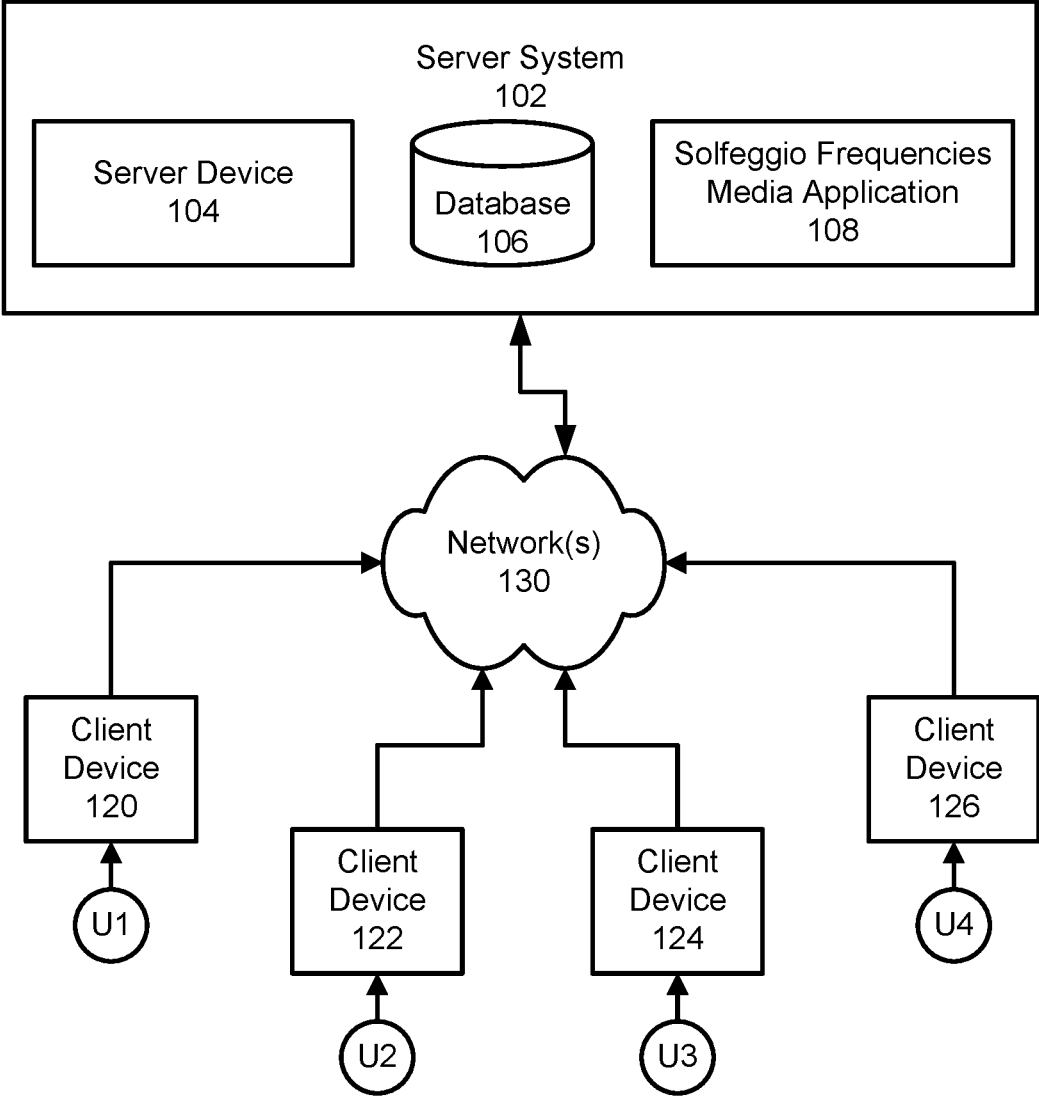 Server System
102
Server Device
104
Database
106
Solfeggio Frequencies
Media Application
108
Network(s)
130
Client
Device
120
Client
Device
122
Client
Device
124
Client
Device
126
U1
U2
U3
U4